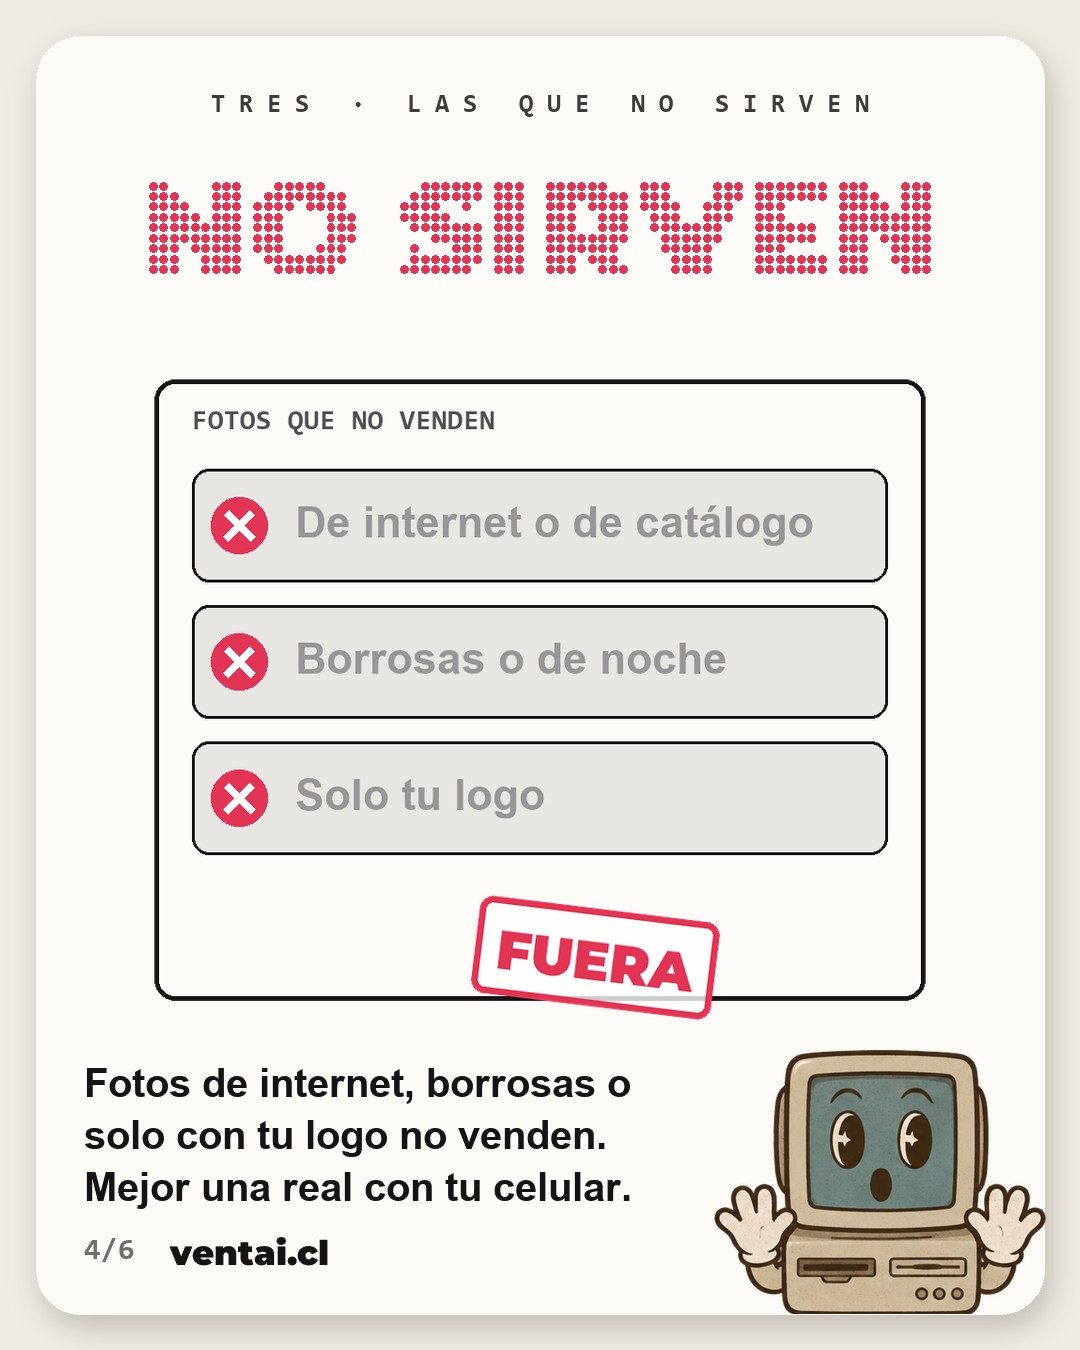 TRES · LAS QUE NO SIRVEN
NO SIRVEN
FOTOS QUE NO VENDEN
De internet o de catálogo
Borrosas o de noche
Solo tu logo
FUERA
Fotos de internet, borrosas o
solo con tu logo no venden.
Mejor una real con tu celular.
4/6 ventai.cl